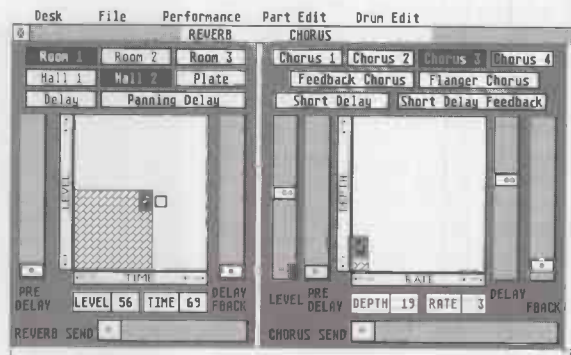 Desk File Performance Part Edit Drum Edit
REVERB CHORUS
Room 1 Room 2 Room 3
Hall 1 Hall 2 Plate
Delay Panning Delay
LEVEL
TIME
PRE DELAY
LEVEL 56 TIME 69
DELAY FBACK
REVERB SEND
Chorus 1 Chorus 2 Chorus 3 Chorus 4
Feedback Chorus Flanger Chorus
Short Delay Short Delay Feedback
DEPTH
RATE
LEVEL
PRE DELAY
DEPTH 19 RATE 3
DELAY
FBACK
CHORUS SEND